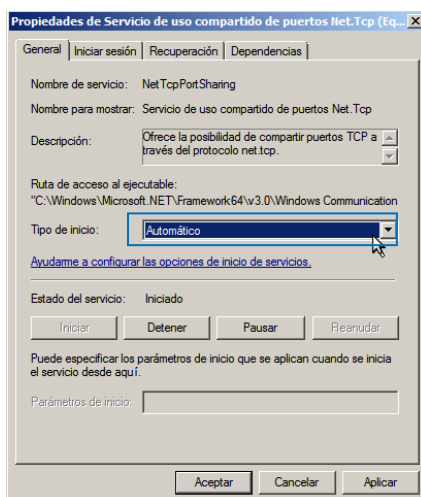 Propiedades de Servicio de uso compartido de puertos Net.Tcp (Eq...
General Iniciar sesión Recuperación Dependencias
Nombre de servicio: NetTcpPortSharing
Nombre para mostrar: Servicio de uso compartido de puertos Net.Tcp
Descripción: Ofrece la posibilidad de compartir puertos TCP a
través del protocolo net.tcp.
Ruta de acceso al ejecutable:
"C:\Windows\Microsoft.NET\Framework64\v3.0\Windows Communication
Tipo de inicio: Automático
Ayudarme a configurar las opciones de inicio de servicios.
Estado del servicio: Iniciado
Iniciar Detener Pausar Reanudar
Puede especificar los parámetros de inicio que se aplican cuando se inicia
el servicio desde aquí.
Parámetros de inicio:
Aceptar Cancelar Aplicar